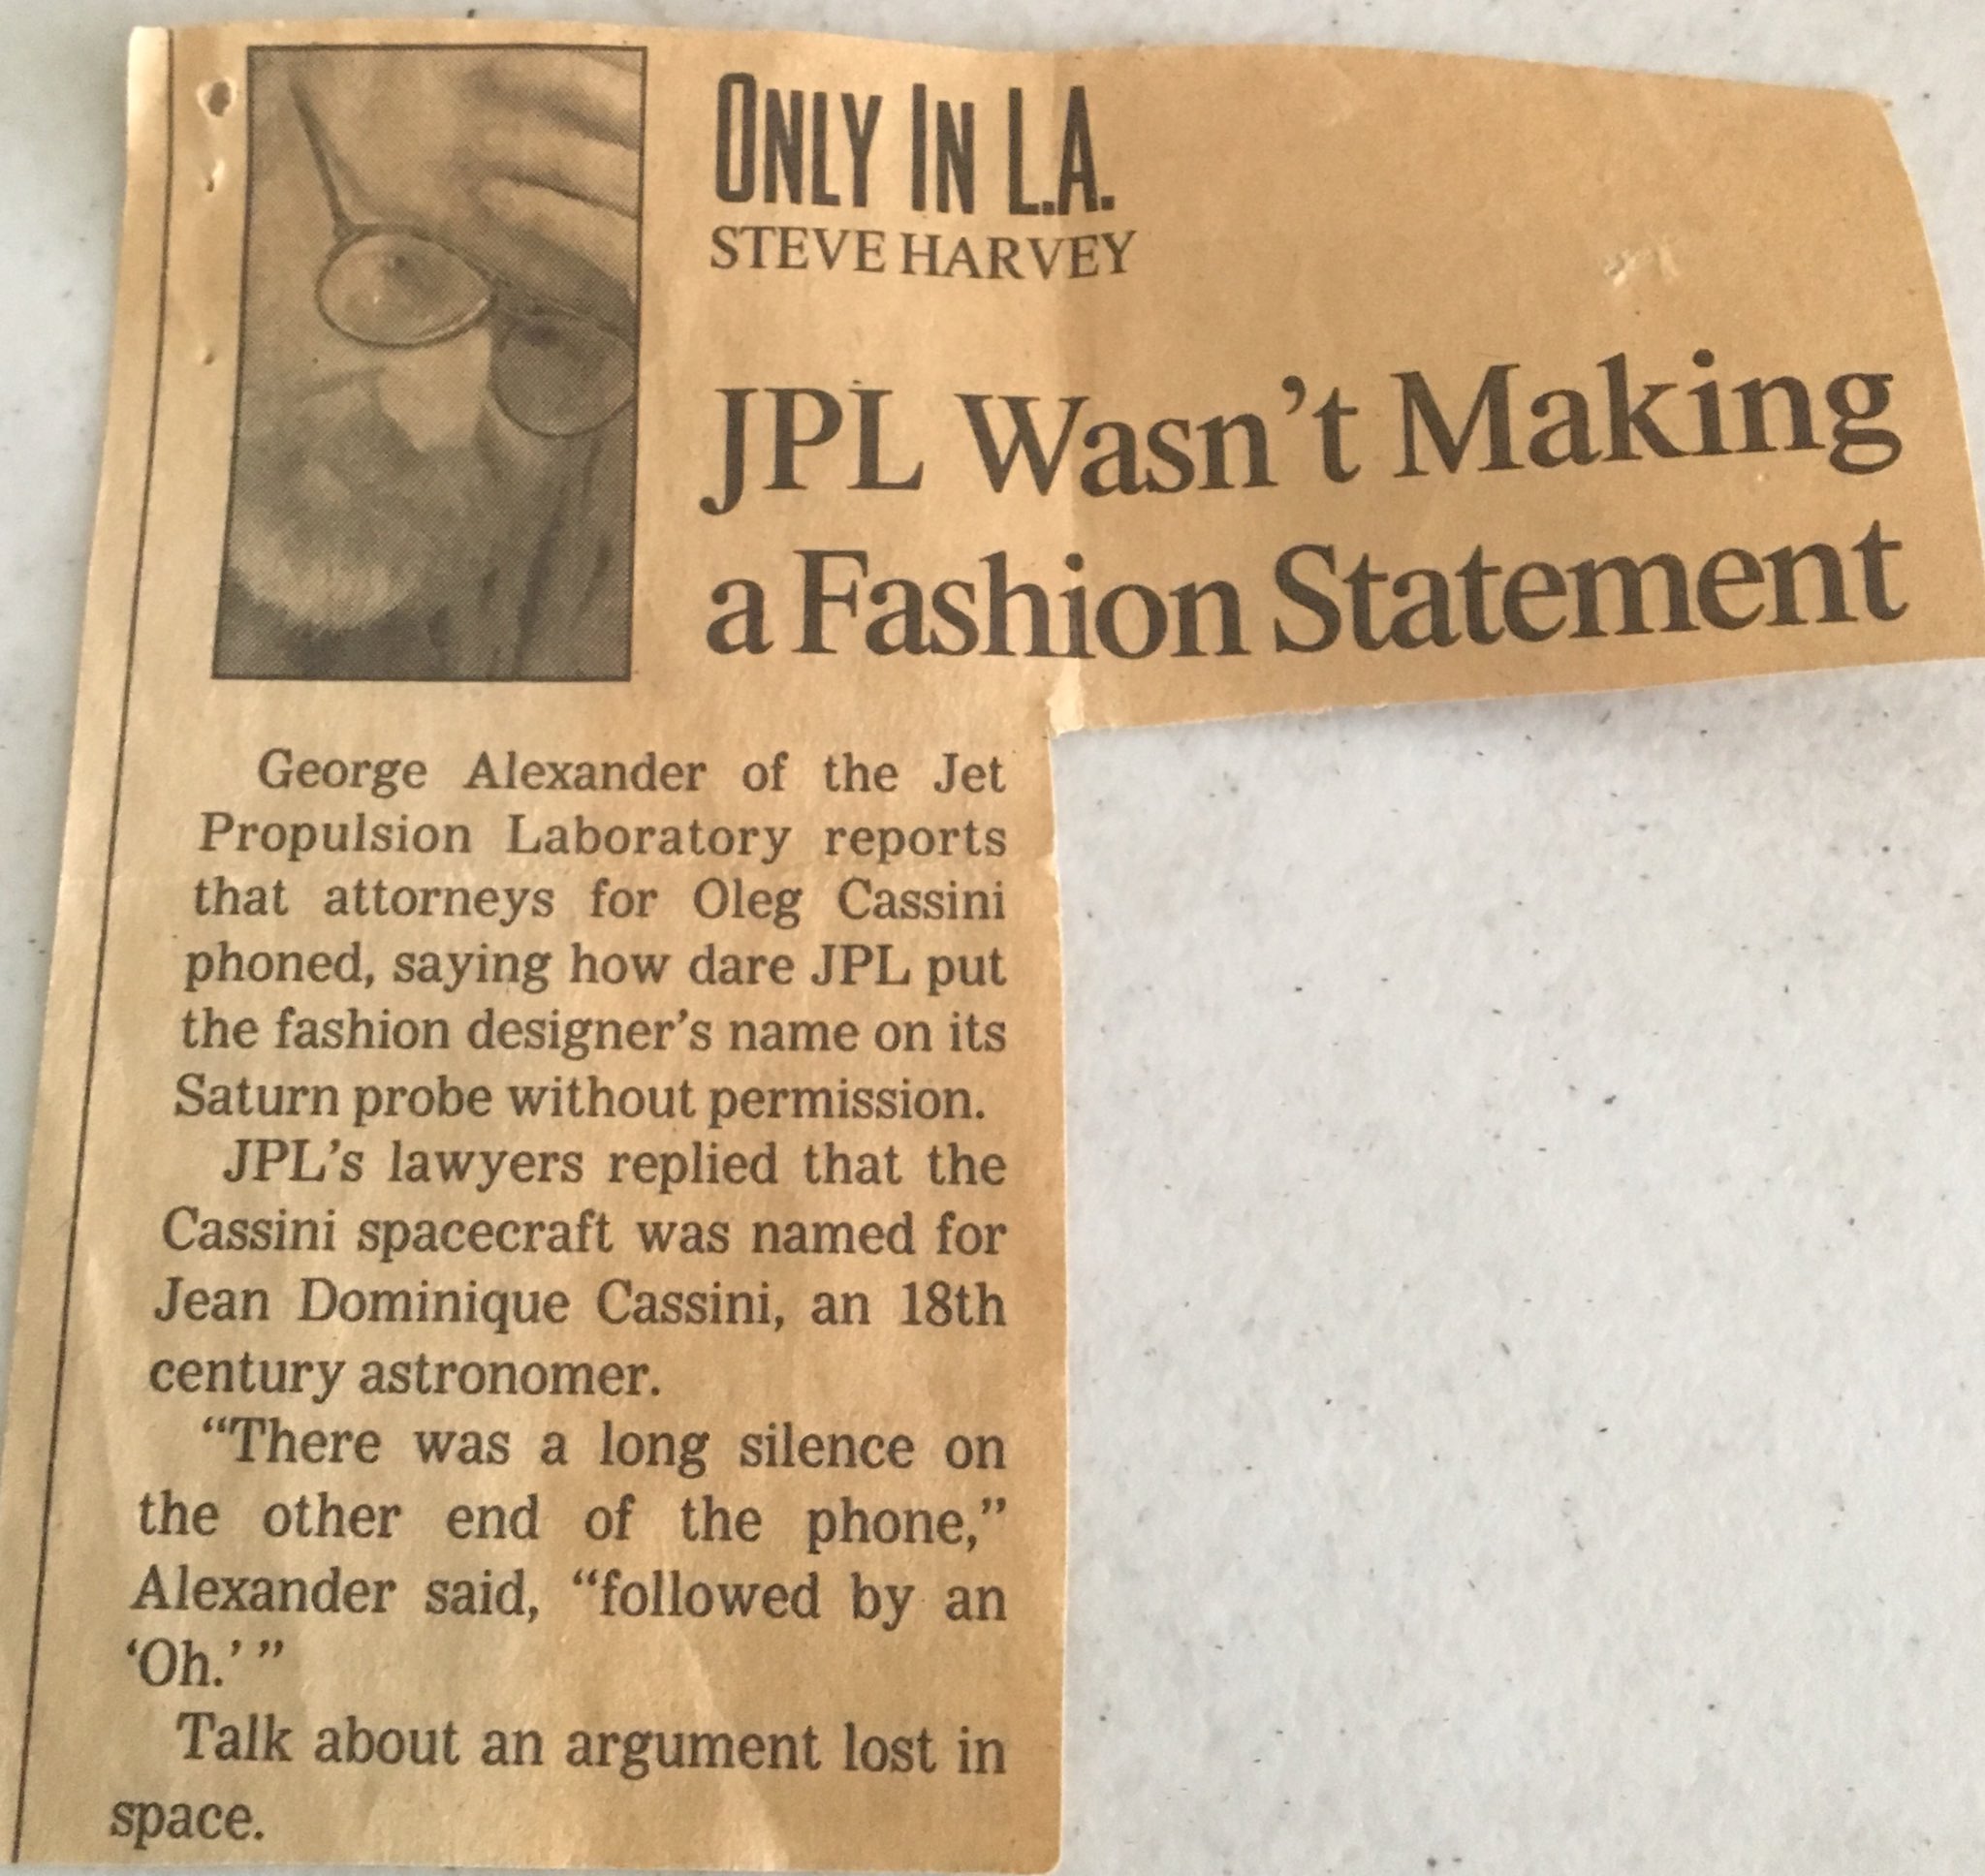 ONLY IN L.A.
STEVE HARVEY
JPL Wasn't Making
a Fashion Statement
George Alexander of the Jet
Propulsion Laboratory reports
that attorneys for Oleg Cassini
phoned, saying how dare JPL put
the fashion designer's name on its
Saturn probe without permission.
JPL's lawyers replied that the
Cassini spacecraft was named for
Jean Dominique Cassini, an 18th
century astronomer.
“There was a long silence on
the other end of the phone,”
Alexander said, “followed by an
‘Oh.’ ”
Talk about an argument lost in
space.